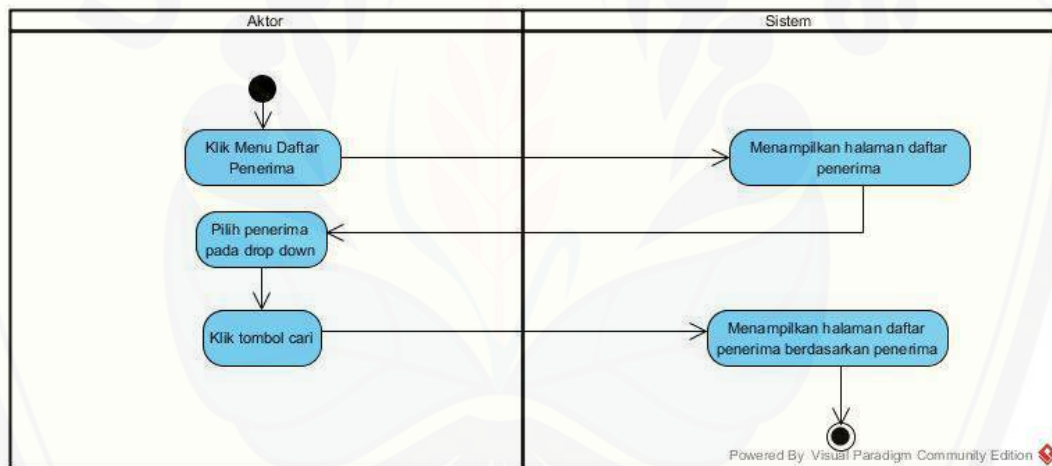 Aktor
Sistem
Klik Menu Daftar
Penerima
Menampilkan halaman daftar
penerima
Pilih penerima
pada drop down
Klik tombol cari
Menampilkan halaman daftar
penerima berdasarkan penerima
Powered By Visual Paradigm Community Edition